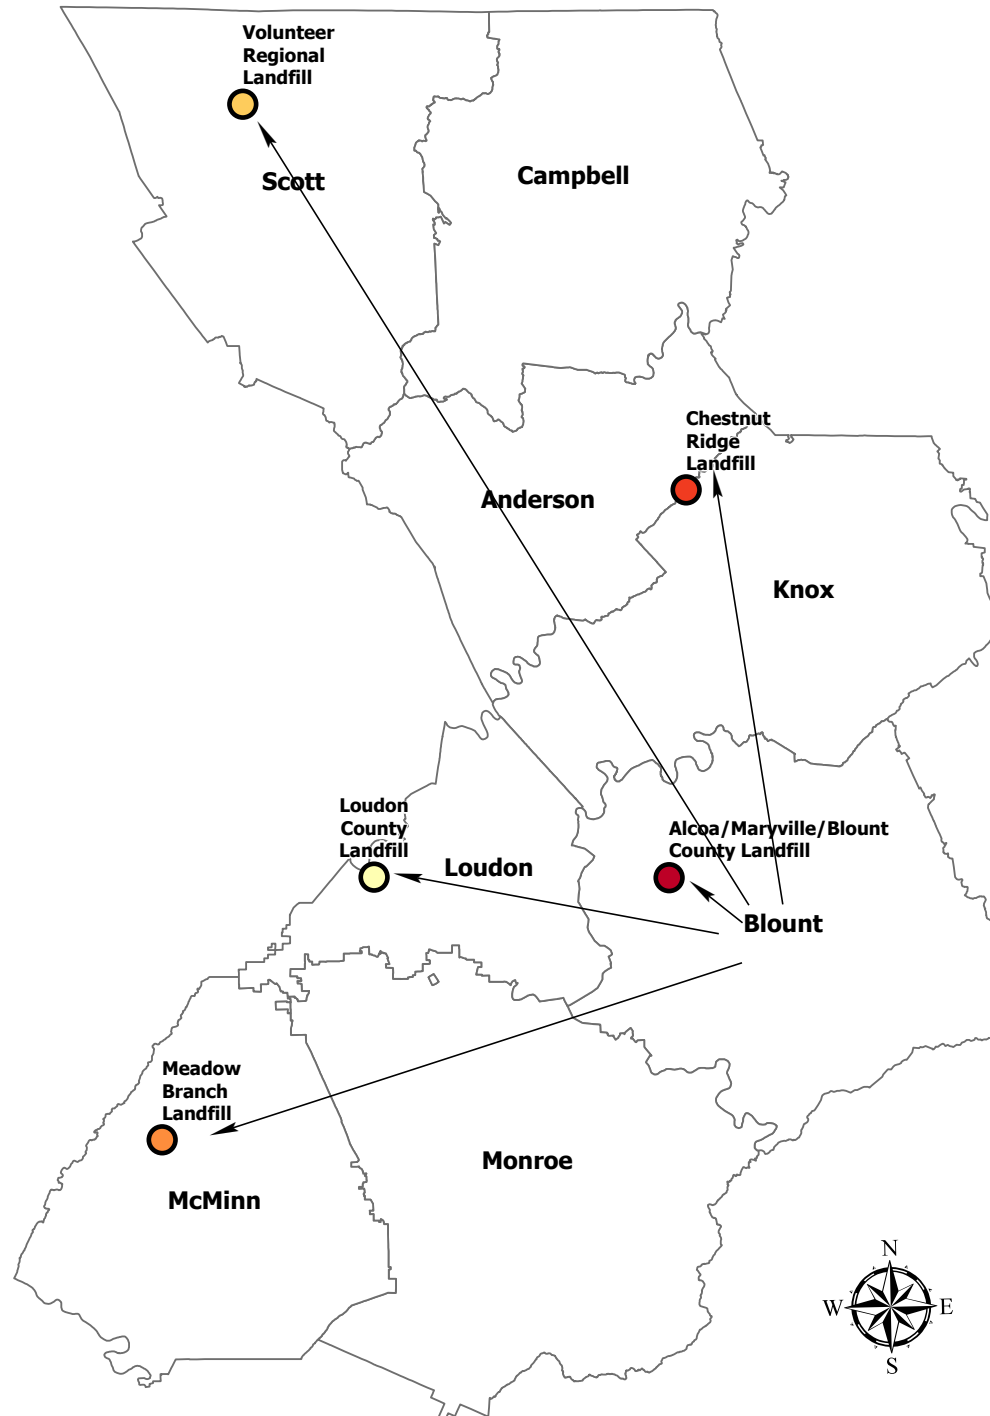 Volunteer
Regional
Landfill
Scott
Campbell
Chestnut
Ridge
Landfill
Anderson
Knox
Loudon
County
Landfill
Loudon
Alcoa/Maryville/Blount
County Landfill
Blount
Meadow
Branch
Landfill
Monroe
McMinn
N
W
E
S